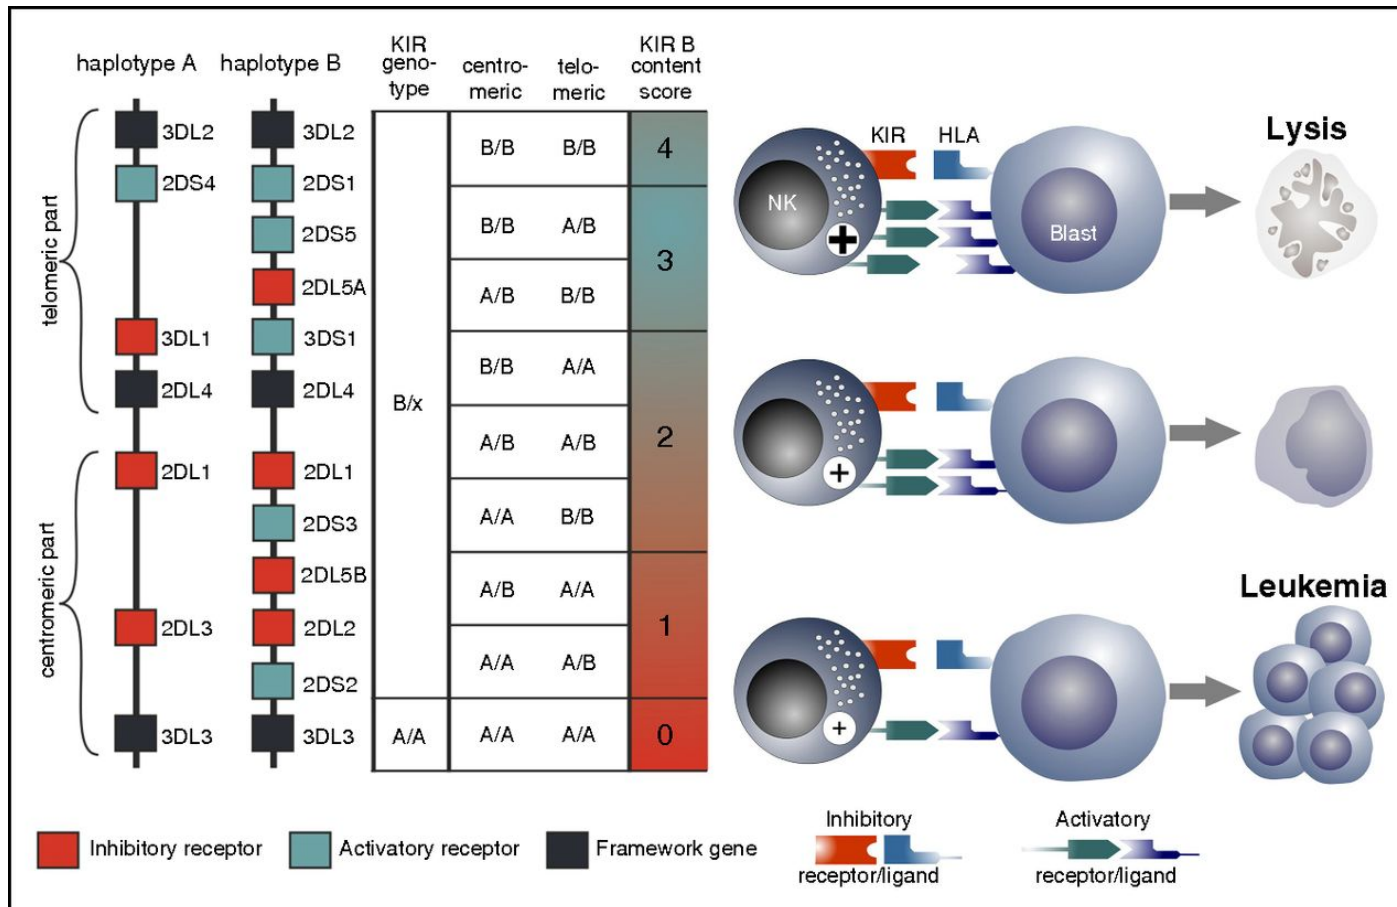 haplotype A
haplotype B
KIR
geno-
type
centro-
meric
telo-
meric
KIR B
content
score
telomeric part
centromeric part
3DL2
2DS4
3DL1
2DL4
2DL1
2DL3
3DL3
3DL2
2DS1
2DS5
2DL5A
3DS1
2DL4
2DL1
2DS3
2DL5B
2DL2
2DS2
3DL3
B/x
A/A
B/B B/B
B/B A/B
A/B B/B
B/B A/A
A/B A/B
A/A B/B
A/B A/A
A/A A/B
A/A A/A
4
3
2
1
0
KIR HLA
NK
Blast
Lysis
Leukemia
Inhibitory receptor
Activatory receptor
Framework gene
Inhibitory
receptor/ligand
Activatory
receptor/ligand